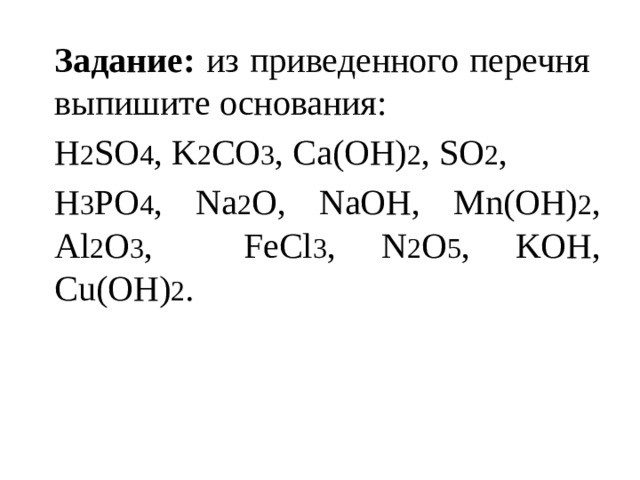 Задание: из приведенного перечня
выпишите основания:
H2SO4, K2CO3, Ca(OH)2, SO2,
H3PO4, Na2O, NaOH, Mn(OH)2,
Al2O3, FeCl3, N2O5, KOH,
Cu(OH)2.